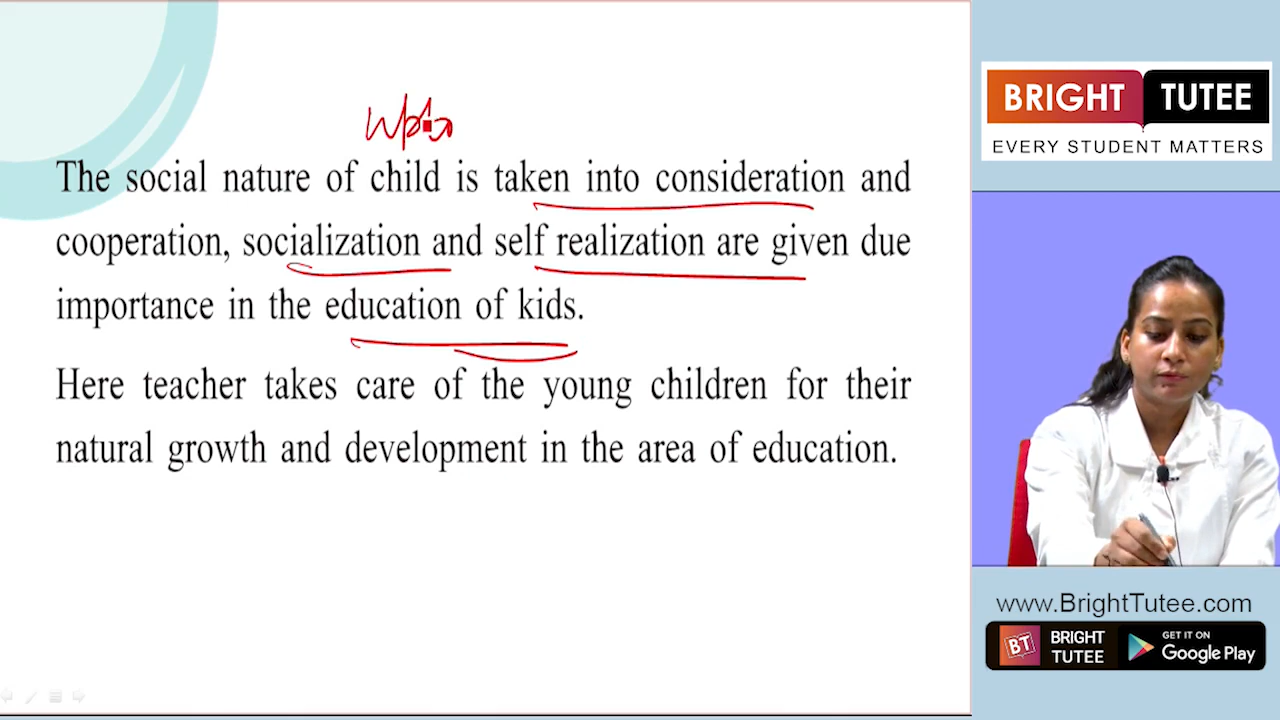 The social nature of child is taken into consideration and
cooperation, socialization and self realization are given due
importance in the education of kids.
Here teacher takes care of the young children for their
natural growth and development in the area of education.
BRIGHT TUTEE
EVERY STUDENT MATTERS
www.BrightTutee.com
BT
BRIGHT
TUTEE
GET IT ON
Google Play